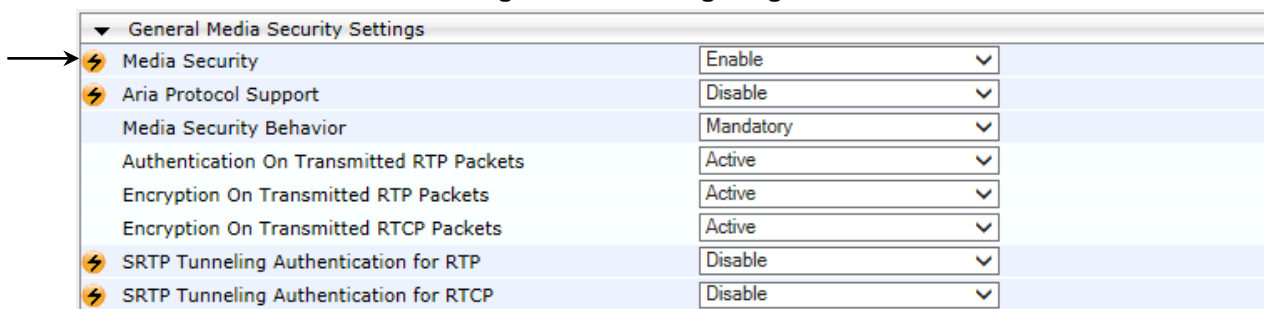 General Media Security Settings
Media Security Enable
Aria Protocol Support Disable
Media Security Behavior Mandatory
Authentication On Transmitted RTP Packets Active
Encryption On Transmitted RTP Packets Active
Encryption On Transmitted RTCP Packets Active
SRTP Tunneling Authentication for RTP Disable
SRTP Tunneling Authentication for RTCP Disable